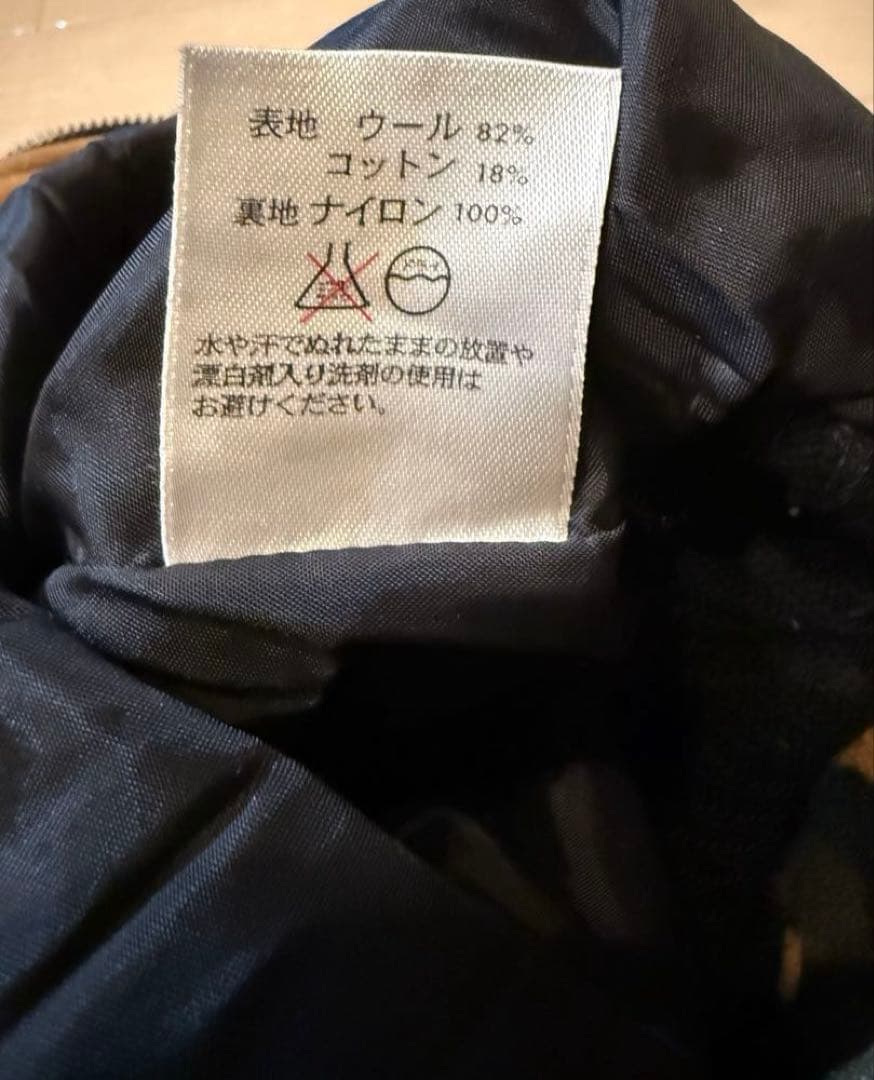 表地 ウール 82%
コットン 18%
裏地 ナイロン 100%
水や汗でぬれたままの放置や
漂白剤入り洗剤の使用は
お避けください。